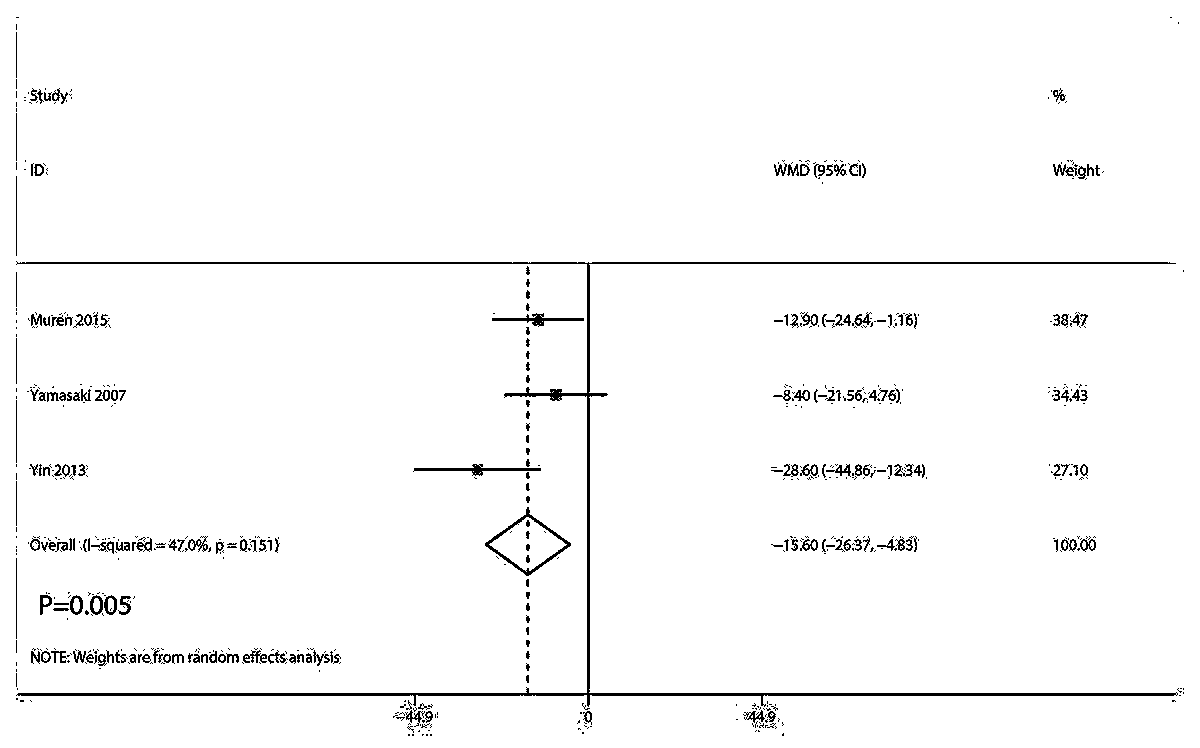 Study %
ID WMD (95% CI) Weight
Muren 2015 −12.90 (−24.64, −1.16) 38.47
Yamasaki 2007 −8.40 (−21.56, 4.76) 34.43
Yin 2013 −28.60 (−44.86, −12.34) 27.10
Overall (I−squared = 47.0%, p = 0.151) −15.60 (−26.37, −4.83) 100.00
P=0.005
NOTE: Weights are from random effects analysis
−44.9 0 44.9